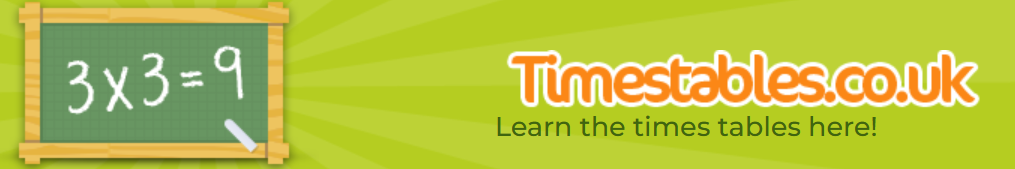 3x3=9
Timestables.co.uk
Learn the times tables here!